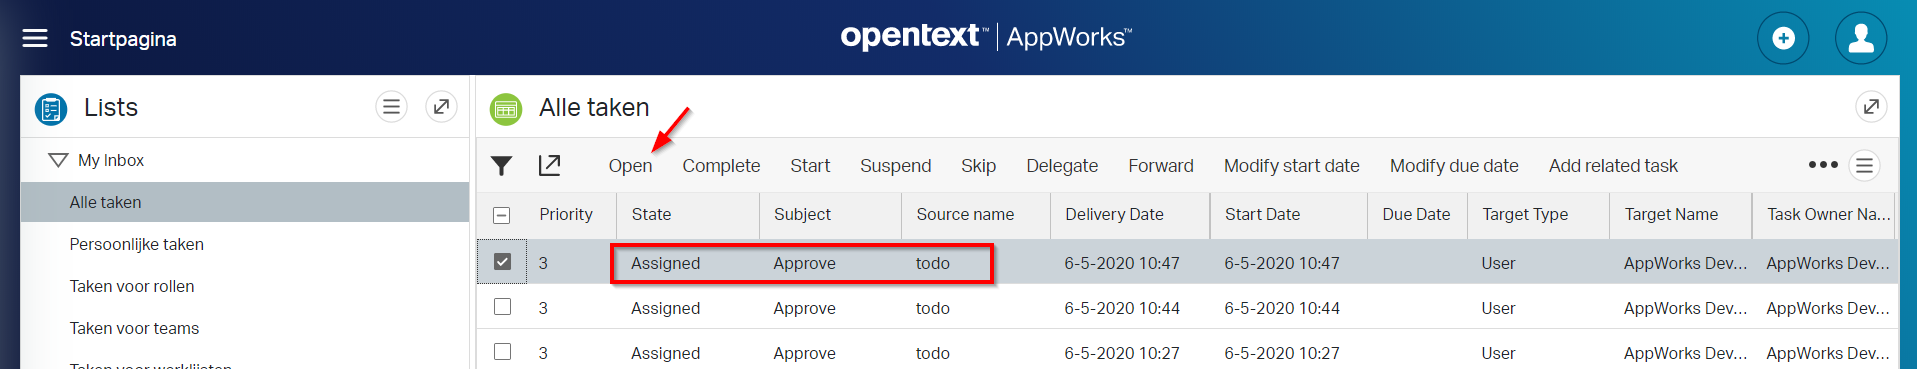 Startpagina
opentext™ | AppWorks™
Lists
Alle taken
My Inbox
Alle taken
Persoonlijke taken
Taken voor rollen
Taken voor teams
Taken voor werklijsten
Open Complete Start Suspend Skip Delegate Forward Modify start date Modify due date Add related task
Priority State Subject Source name Delivery Date Start Date Due Date Target Type Target Name Task Owner Na...
3 Assigned Approve todo 6-5-2020 10:47 6-5-2020 10:47 User AppWorks Dev... AppWorks Dev...
3 Assigned Approve todo 6-5-2020 10:44 6-5-2020 10:44 User AppWorks Dev... AppWorks Dev...
3 Assigned Approve todo 6-5-2020 10:27 6-5-2020 10:27 User AppWorks Dev... AppWorks Dev...